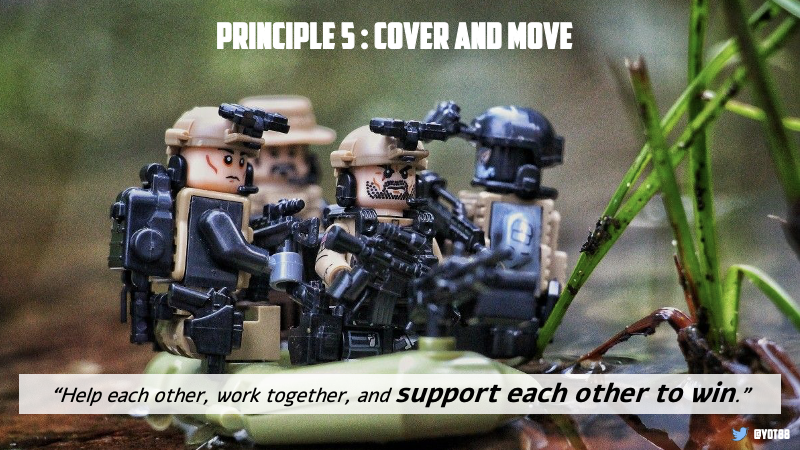 PRINCIPLE 5 : COVER AND MOVE
“Help each other, work together, and support each other to win.”
@YOT88